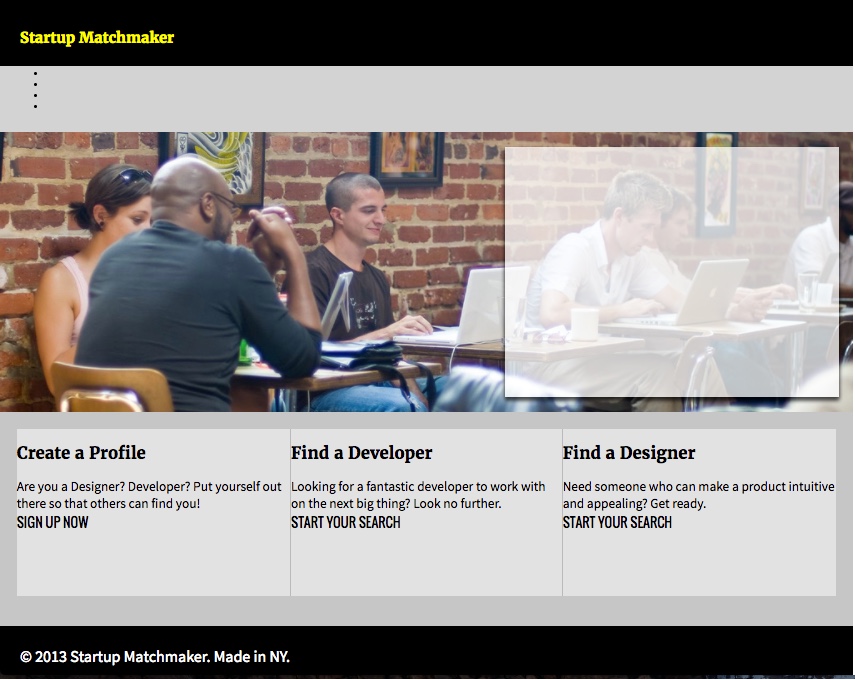 Startup Matchmaker
Create a Profile
Are you a Designer? Developer? Put yourself out
there so that others can find you!
SIGN UP NOW
Find a Developer
Looking for a fantastic developer to work with
on the next big thing? Look no further.
START YOUR SEARCH
Find a Designer
Need someone who can make a product intuitive
and appealing? Get ready.
START YOUR SEARCH
© 2013 Startup Matchmaker. Made in NY.